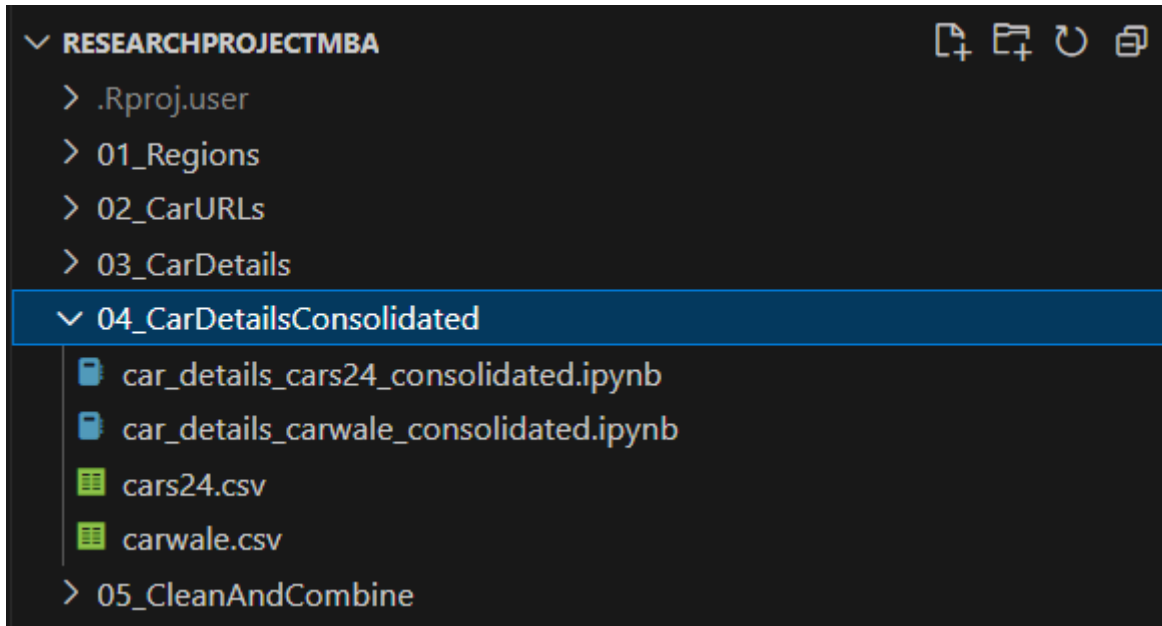 RESEARCHPROJECTMBA
.Rproj.user
01_Regions
02_CarURLs
03_CarDetails
04_CarDetailsConsolidated
car_details_cars24_consolidated.ipynb
car_details_carwale_consolidated.ipynb
cars24.csv
carwale.csv
05_CleanAndCombine